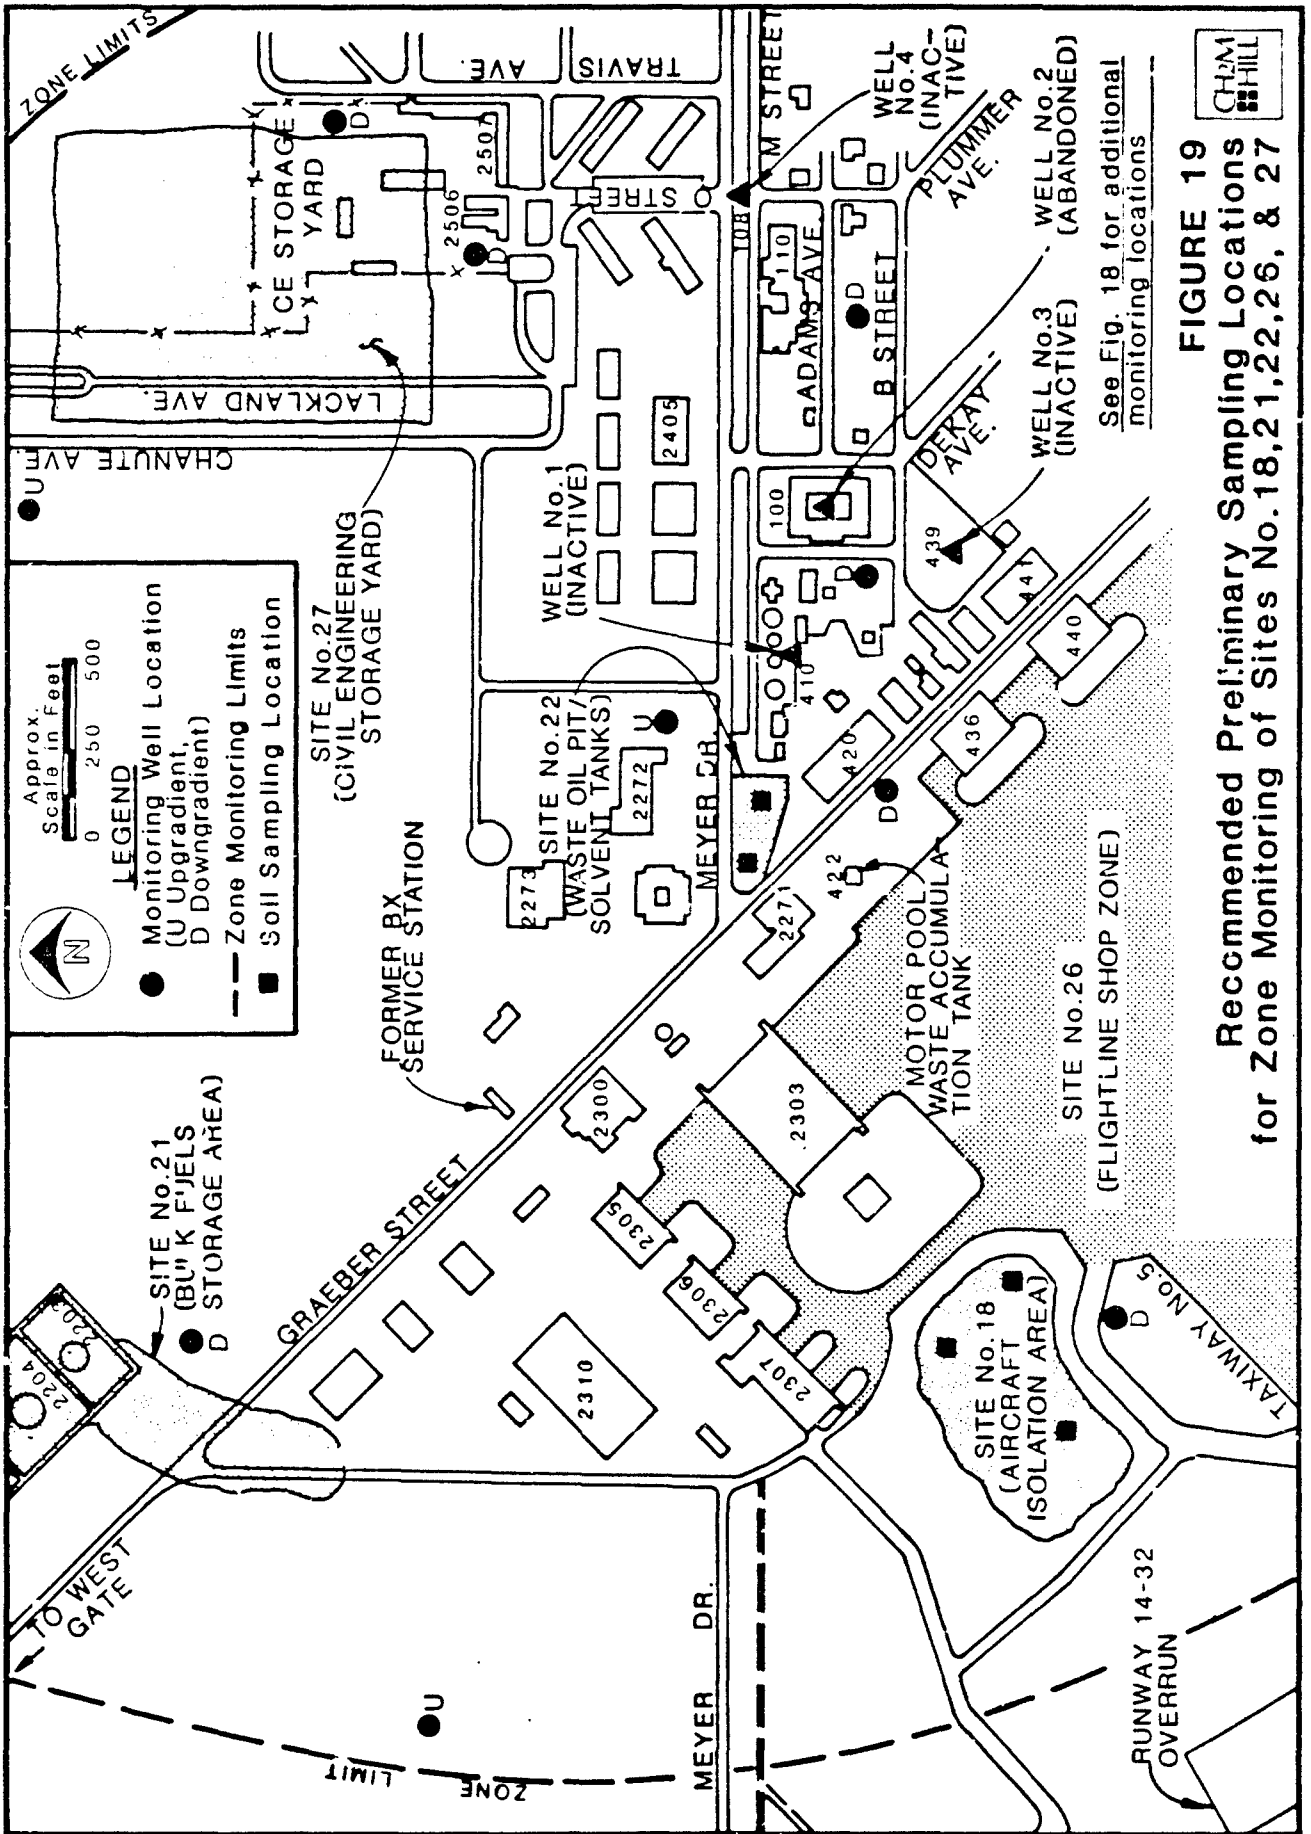 ZONE LIMITS
Approx.
Scale in Feet
0 250 500
LEGEND
Monitoring Well Location
(U Upgradient,
D Downgradient)
Zone Monitoring Limits
Soil Sampling Location
N
SITE No.21
STORAGE AREA)
D
2204
2203
TO WEST
GATE
GRAEBER STREET
U
ZONE LIMIT
MEYER DR.
RUNWAY 14-32
OVERRUN
FORMER BX
SERVICE STATION
SITE No.27
(CIVIL ENGINEERING
STORAGE YARD)
U
CHANUTE AVE.
LACKLAND AVE.
CE STORAGE
YARD
D
2506
D
2507
TRAVIS AVE.
STREET
M STREET
108
110
WELL No.1
(INACTIVE)
2405
SITE No.22
(WASTE OIL PIT/
SOLVENT TANKS)
2273
2272
U
MEYER DR
2300
2310
2305
2306
2307
2303
2271
422
420
410
D
D
100
ADAMS AVE
B STREET
D
439
441
440
436
DEKAY
AVE.
PLUMMER
AVE.
WELL
No.4
(INAC-
TIVE)
WELL No.2
(ABANDONED)
WELL No.3
(INACTIVE)
See Fig. 18 for additional
monitoring locations
MOTOR POOL
WASTE ACCUMULA
TION TANK
SITE No.26
(FLIGHTLINE SHOP ZONE)
SITE No.18
(AIRCRAFT
ISOLATION AREA)
D
TAXIWAY No.5
CH2M
HILL
FIGURE 19
Reccmmended Preliminary Sampling Locations
for Zone Monitoring of Sites No.18,21,22,26, & 27